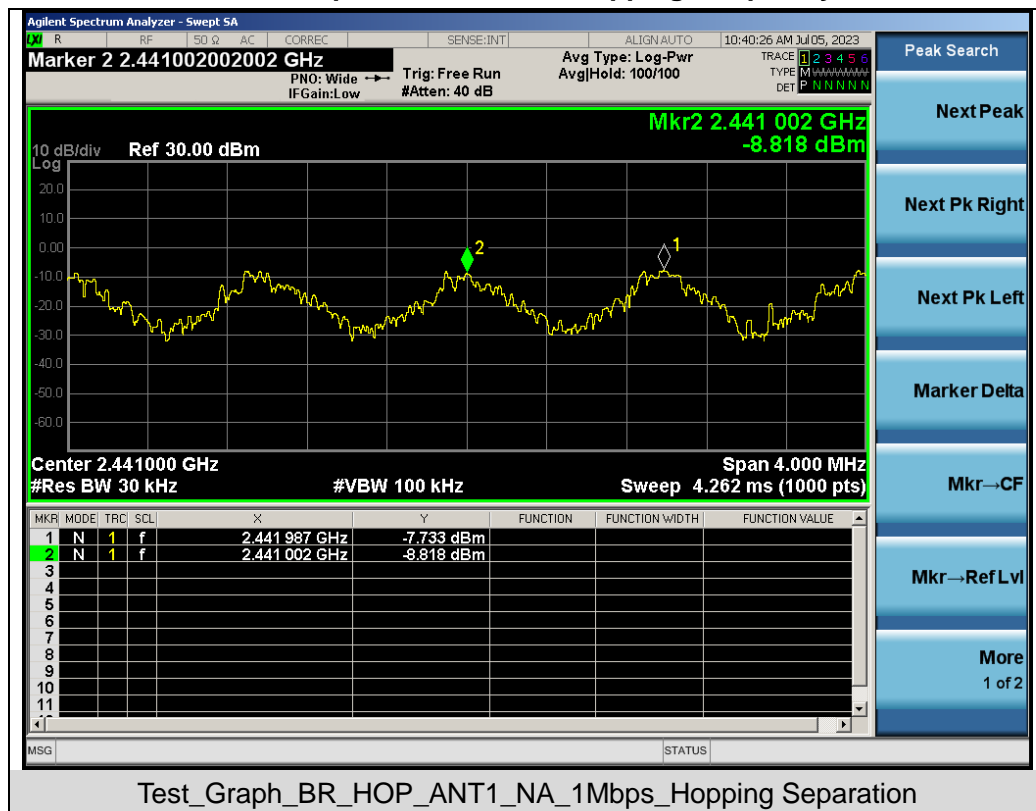 Agilent Spectrum Analyzer - Swept SA
LXI R RF 50 Ω AC CORREC SENSE:INT ALIGN AUTO 10:40:26 AM Jul 05, 2023
Marker 2 2.441002002002 GHz
PNO: Wide
IFGain:Low
Trig: Free Run
#Atten: 40 dB
Avg Type: Log-Pwr
Avg|Hold: 100/100
TRACE 1 2 3 4 5 6
TYPE M WWWWW
DET P N N N N N
Mkr2 2.441 002 GHz
-8.818 dBm
10 dB/div Ref 30.00 dBm
Log
20.0
10.0
0.00
-10.0
-20.0
-30.0
-40.0
-50.0
-60.0
2
1
Center 2.441000 GHz Span 4.000 MHz
#Res BW 30 kHz #VBW 100 kHz Sweep 4.262 ms (1000 pts)
MKR MODE TRC SCL X Y FUNCTION FUNCTION WIDTH FUNCTION VALUE
1 N 1 f 2.441 987 GHz -7.733 dBm
2 N 1 f 2.441 002 GHz -8.818 dBm
3
4
5
6
7
8
9
10
11
MSG STATUS
Peak Search
Next Peak
Next Pk Right
Next Pk Left
Marker Delta
Mkr→CF
Mkr→Ref Lvl
More
1 of 2
Test_Graph_BR_HOP_ANT1_NA_1Mbps_Hopping Separation